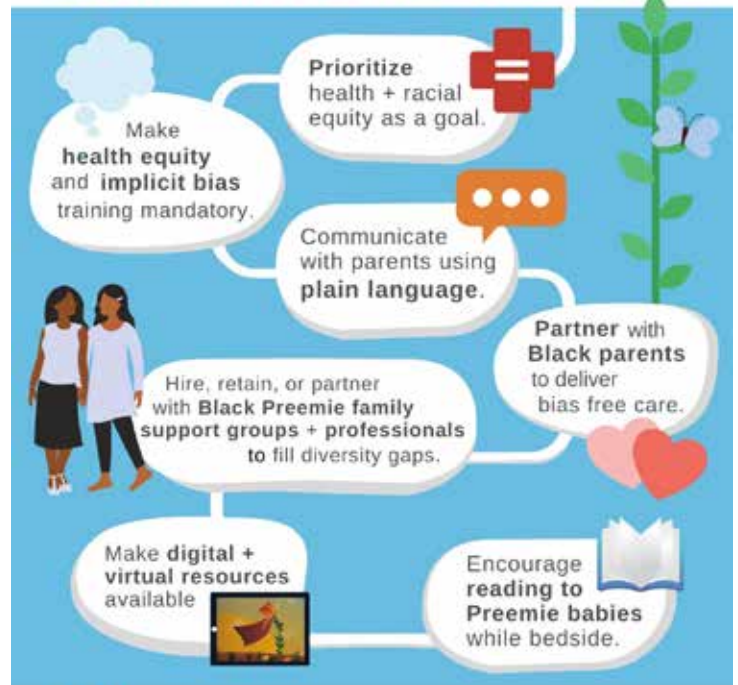 Prioritize
health + racial
equity as a goal.
Make
health equity
and implicit bias
training mandatory.
Communicate
with parents using
plain language.
Partner with
Black parents
to deliver
bias free care.
Hire, retain, or partner
with Black Preemie family
support groups + professionals
to fill diversity gaps.
Make digital +
virtual resources
available
Encourage
reading to
Preemie babies
while bedside.